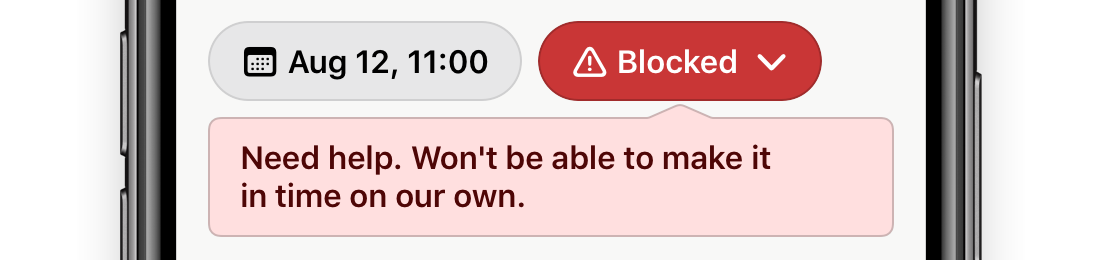 Aug 12, 11:00
Blocked
Need help. Won't be able to make it
in time on our own.